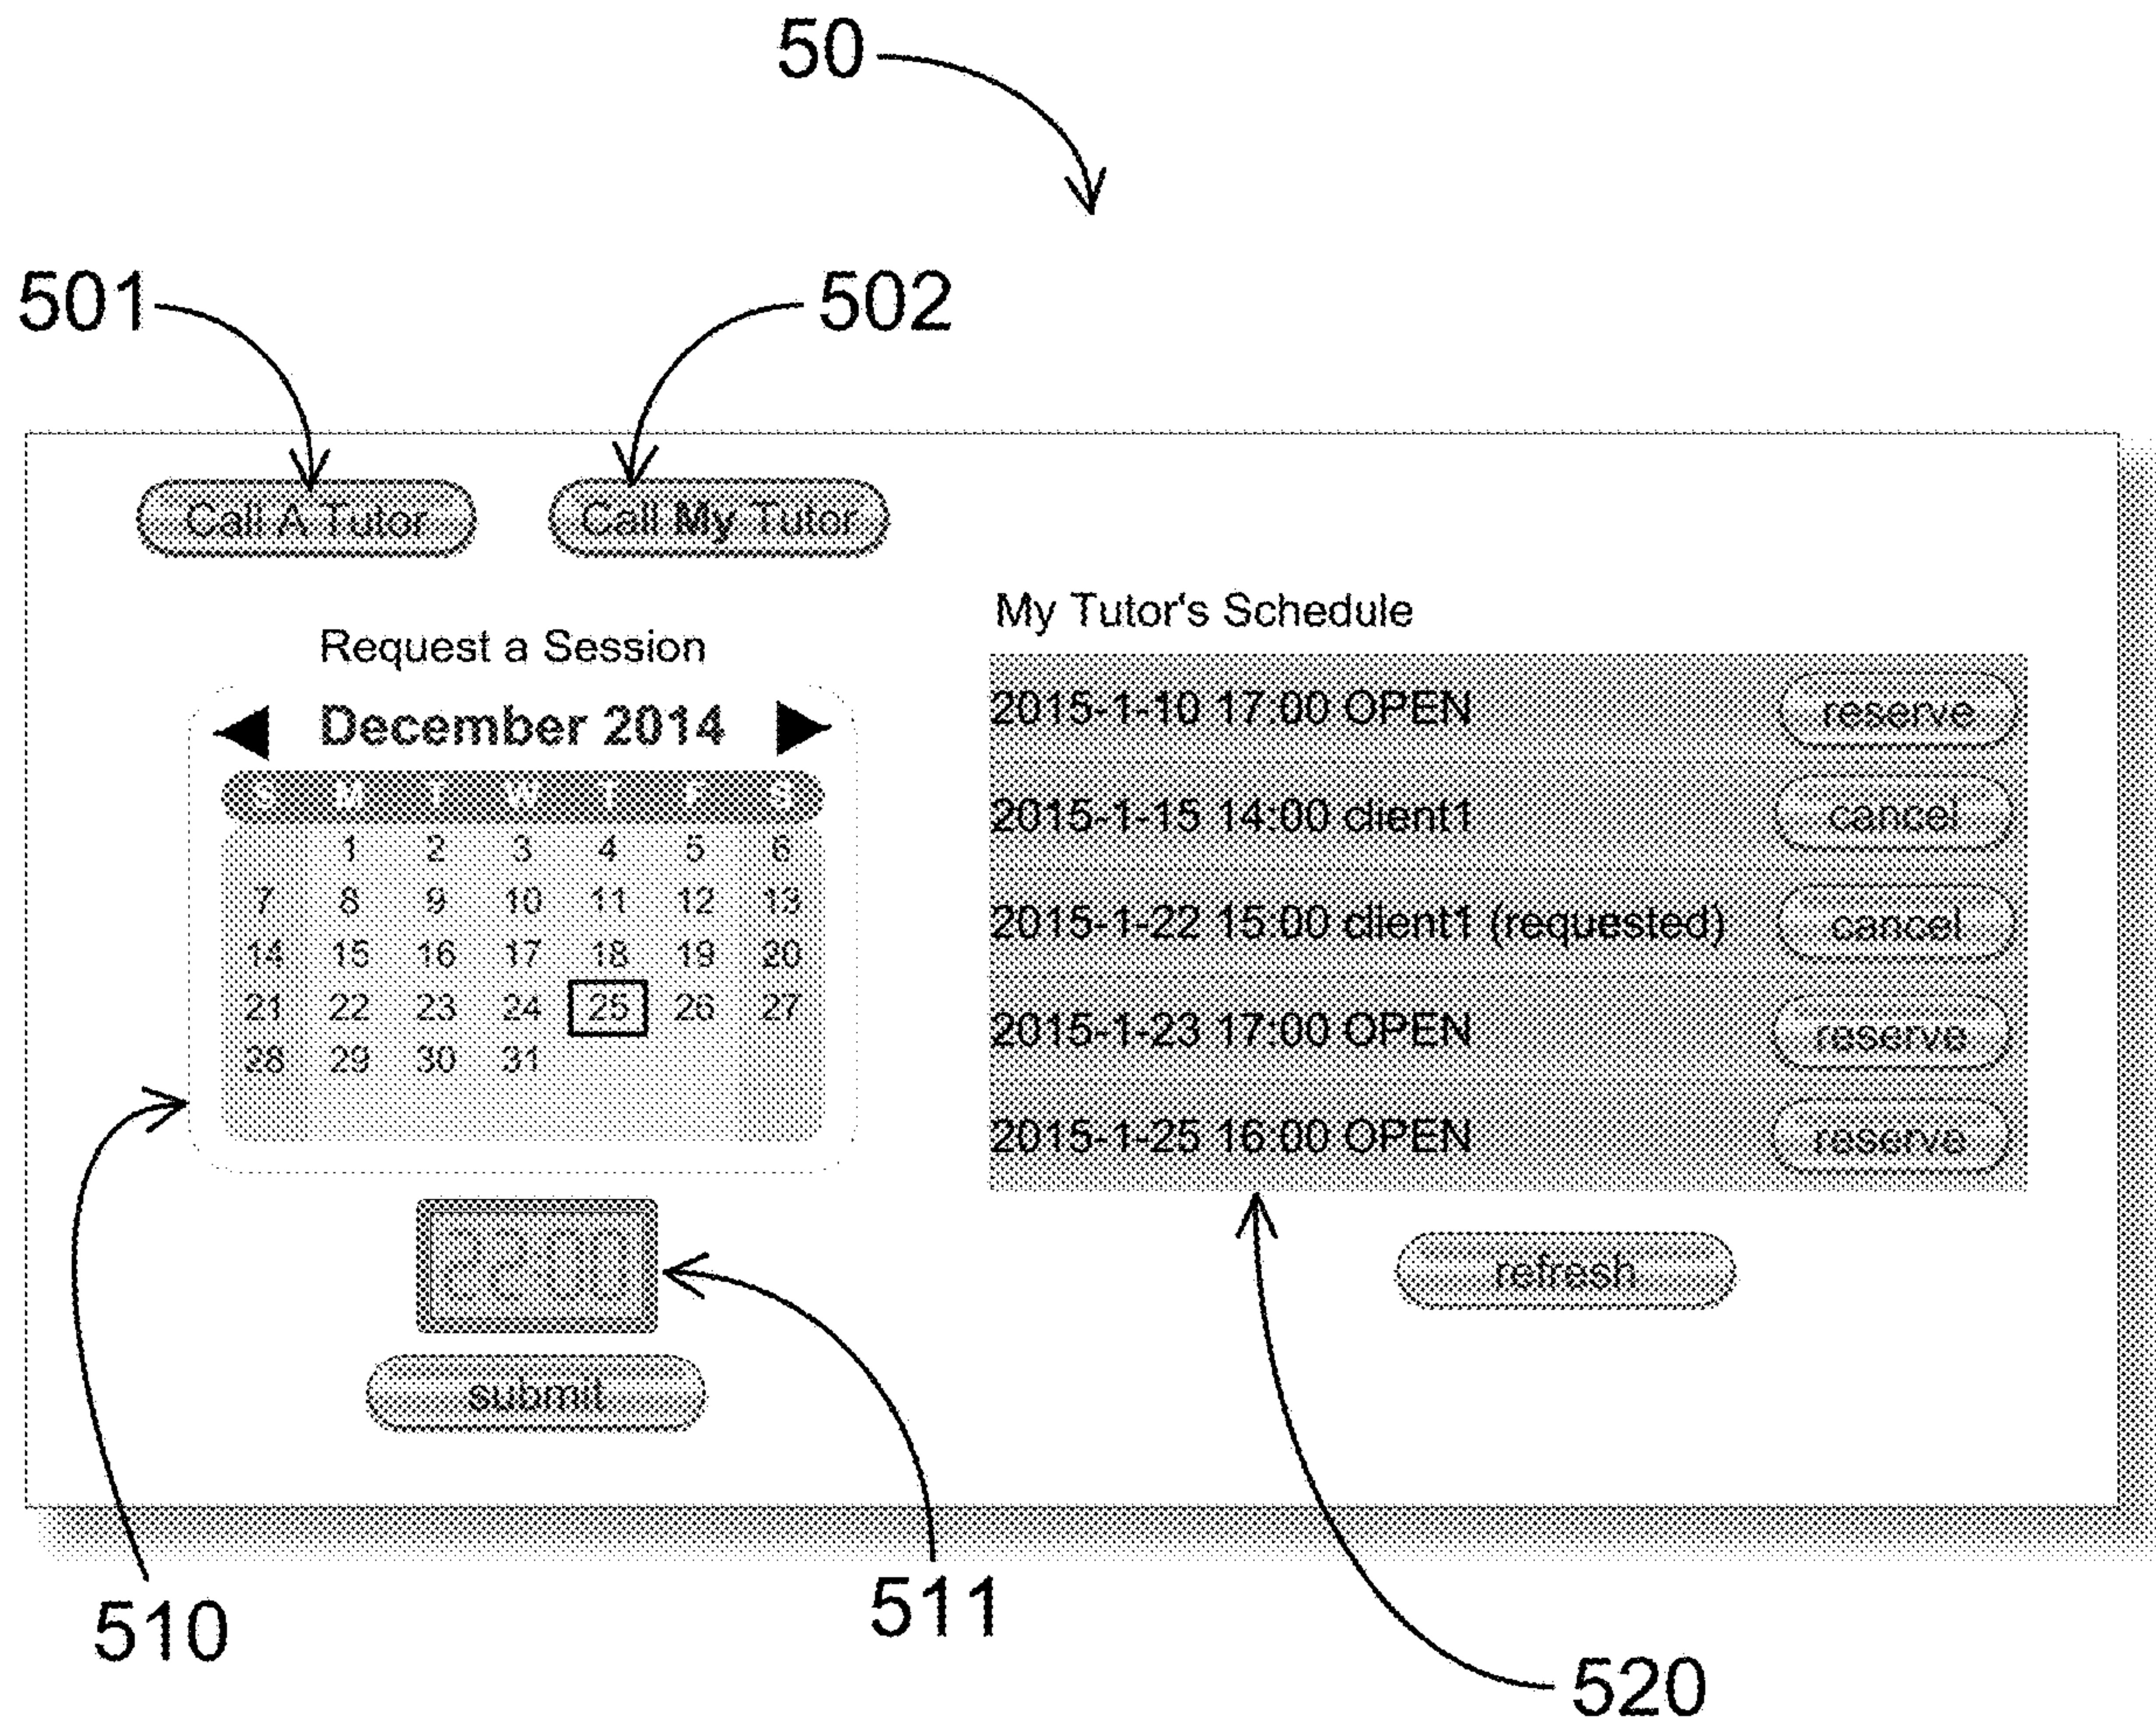 50
501
502
Call A Tutor
Call My Tutor
Request a Session
December 2014
S M T W T F S
1 2 3 4 5 6
7 8 9 10 11 12 13
14 15 16 17 18 19 20
21 22 23 24 25 26 27
28 29 30 31
22:00
submit
My Tutor's Schedule
2015-1-10 17:00 OPEN reserve
2015-1-15 14:00 client1 cancel
2015-1-22 15:00 client1 (requested) cancel
2015-1-23 17:00 OPEN reserve
2015-1-25 16:00 OPEN reserve
refresh
510
511
520